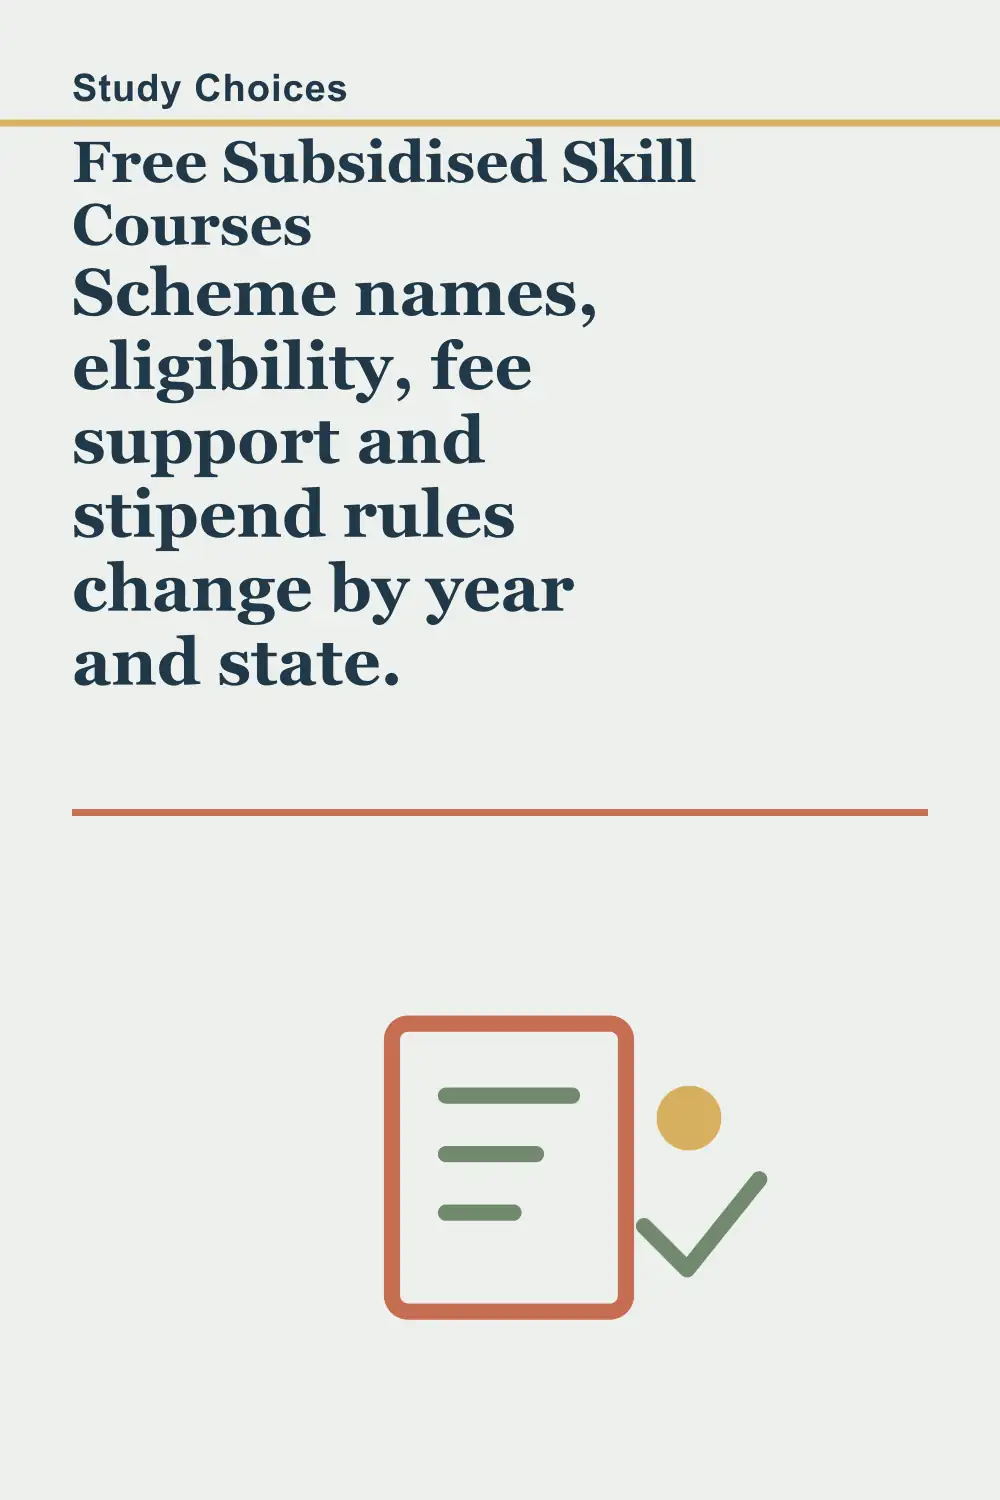 Study Choices
Free Subsidised Skill
Courses
Scheme names,
eligibility, fee
support and
stipend rules
change by year
and state.